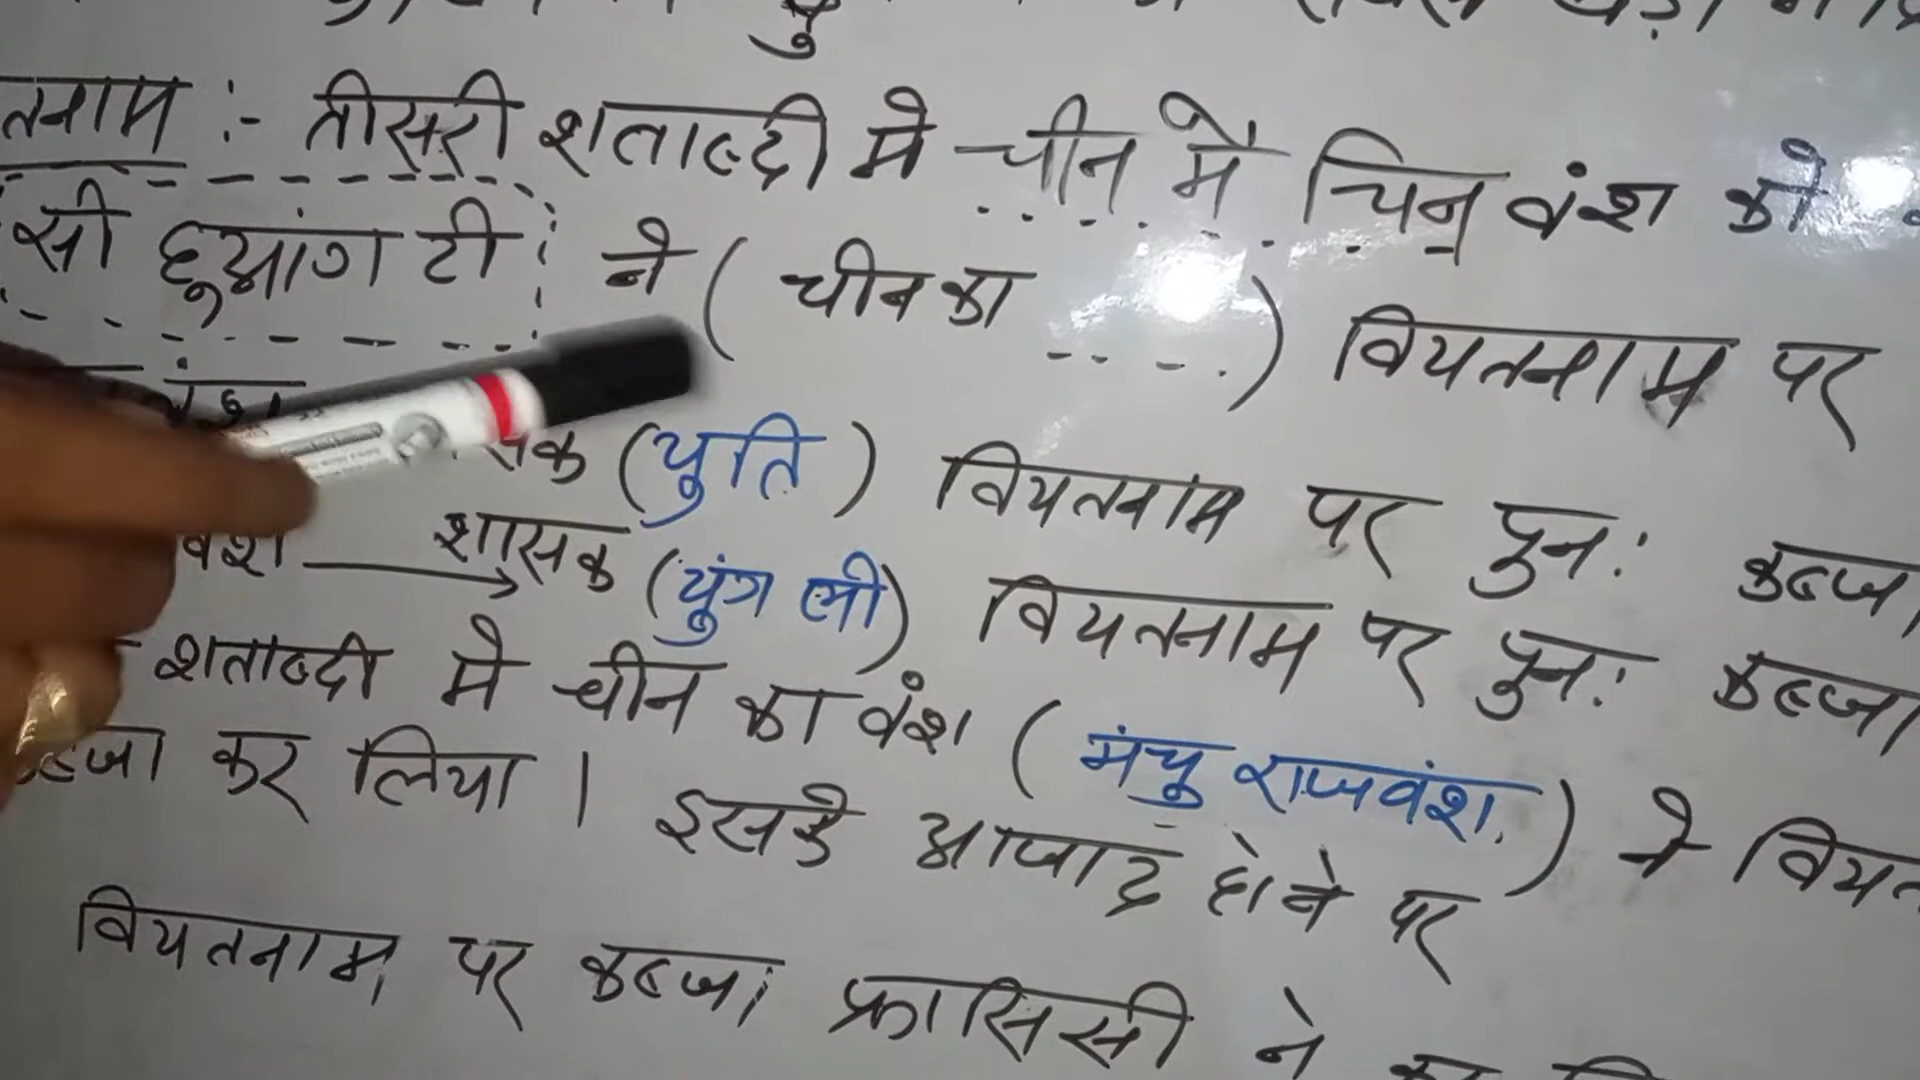 तनाम :- तीसरी शताब्दी मे चीन में चिन वंश को
सी हुआंग टी ने ( चीन का .... ) वियतनाम पर
(युति) वियतनाम पर पुनः कब्जा
वंश → शासक (युंग ली) वियतनाम पर पुनः कब्जा
शताब्दी मे चीन का वंश ( मंचु राजवंश ) ने वियत
ब्जा कर लिया । इसके आजाद होने पर
वियतनाम पर कब्जा फ्रासिसी ने